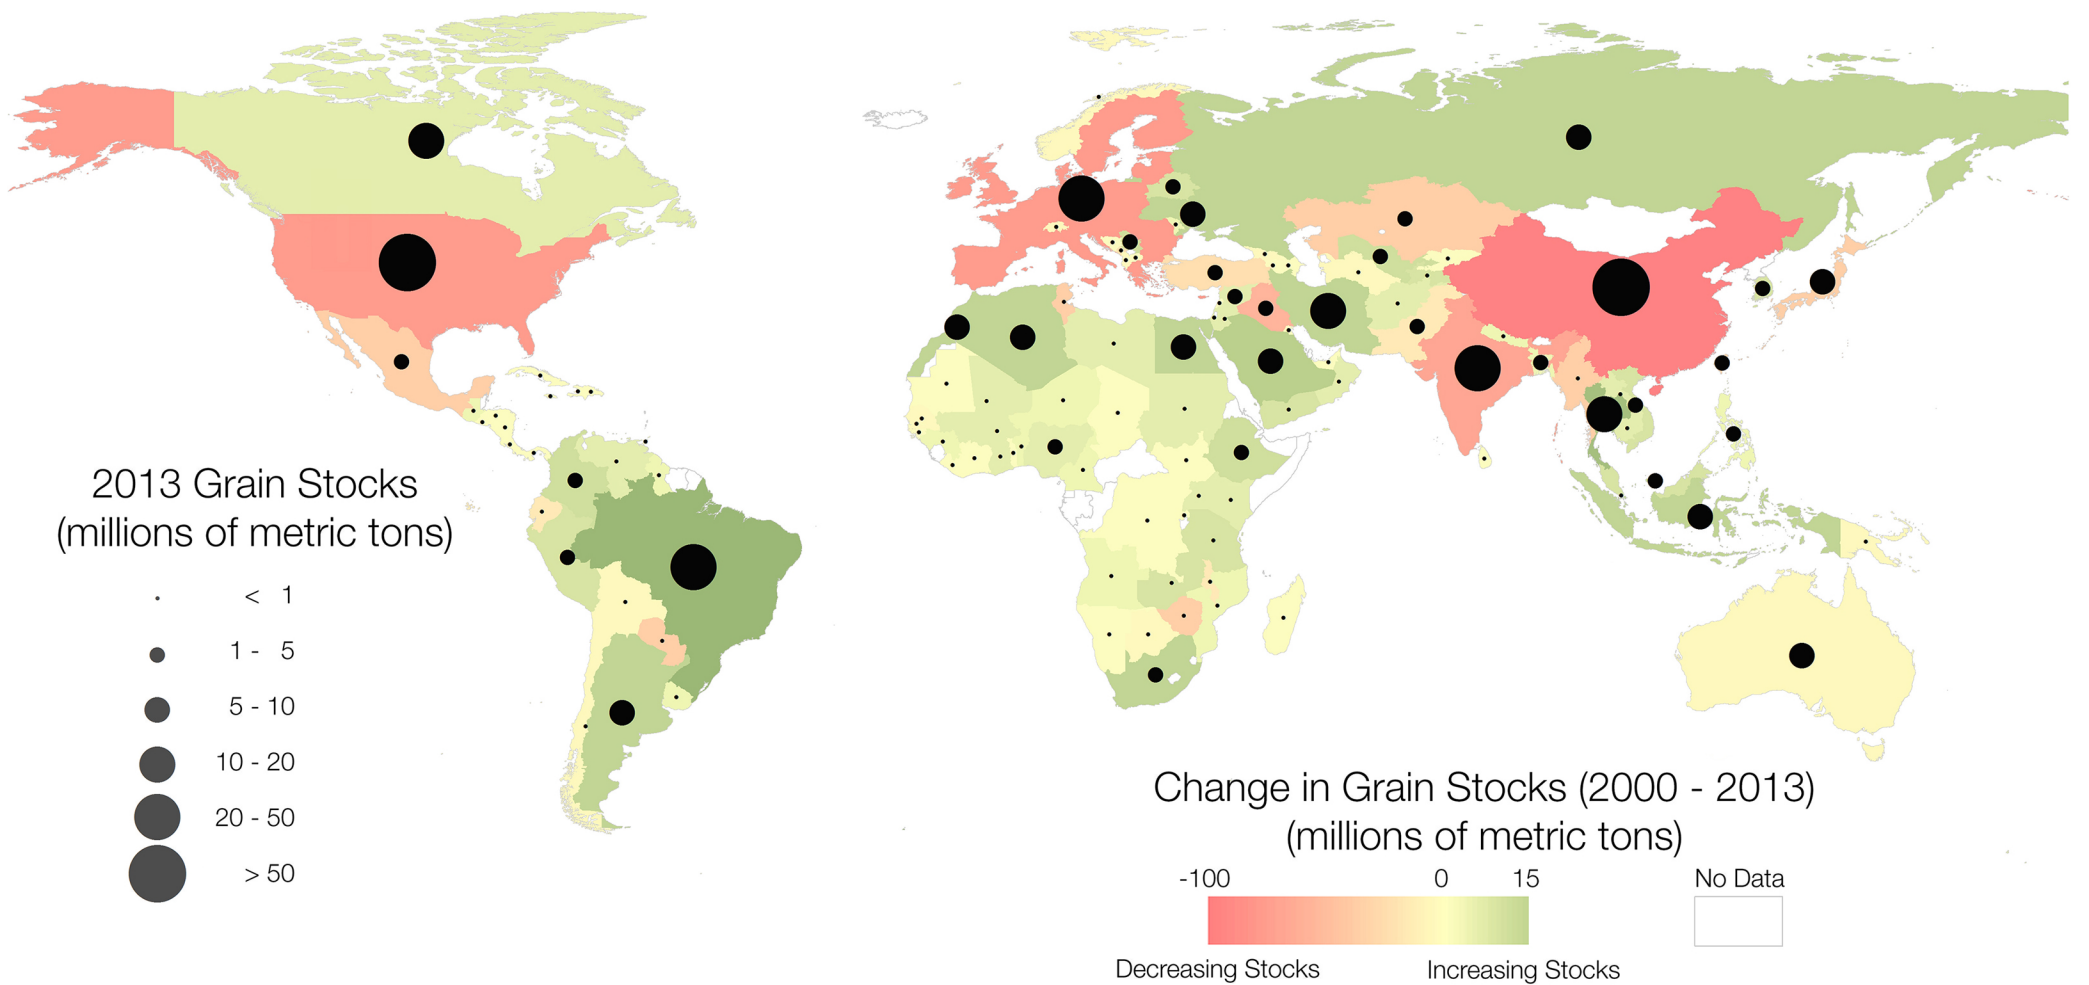 2013 Grain Stocks
(millions of metric tons)
< 1
1 - 5
5 - 10
10 - 20
20 - 50
> 50
Change in Grain Stocks (2000 - 2013)
(millions of metric tons)
-100 0 15 No Data
Decreasing Stocks Increasing Stocks